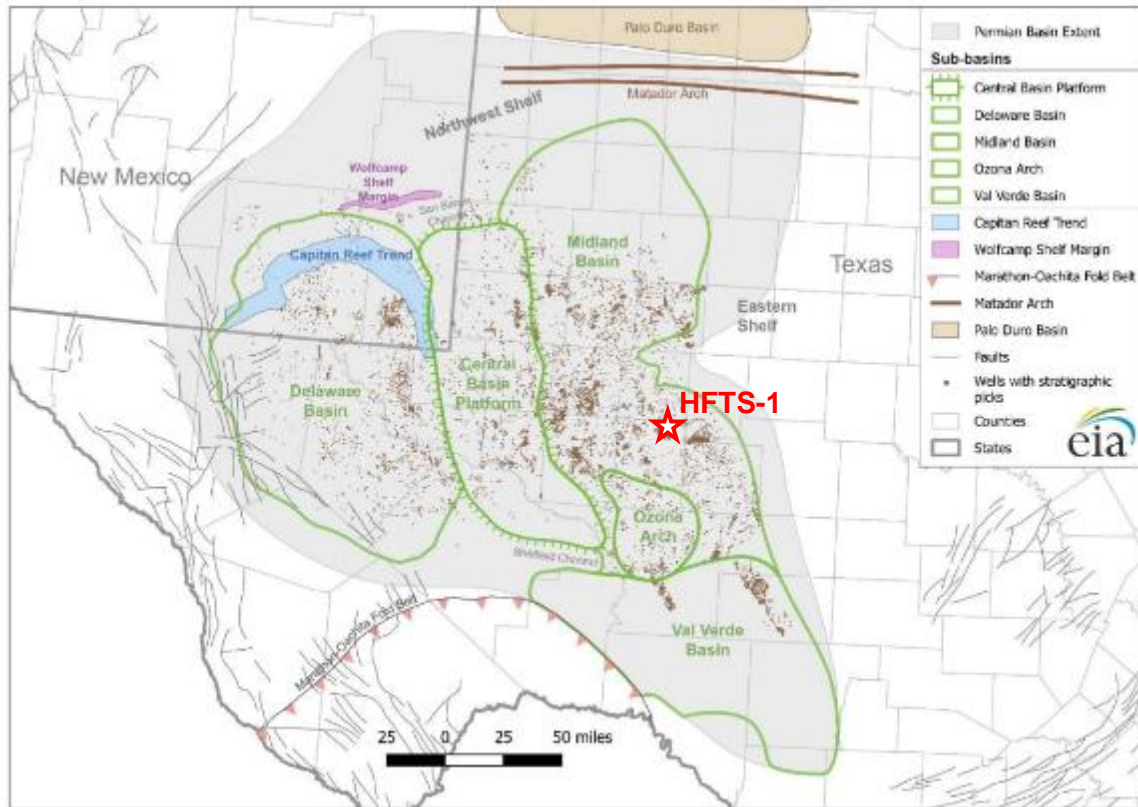 Palo Duro Basin
Matador Arch
Northwest Shelf
New Mexico
Wolfcamp
Shelf
Margin
San Simon
Channel
Capitan Reef Trend
Midland
Basin
Texas
Eastern
Shelf
Central
Basin
Platform
Delaware
Basin
HFTS-1
Ozona
Arch
Sheffield Channel
Val Verde
Basin
Marathon-Oachita Fold Belt
25 0 25 50 miles
Permian Basin Extent
Sub-basins
Central Basin Platform
Delaware Basin
Midland Basin
Ozona Arch
Val Verde Basin
Capitan Reef Trend
Wolfcamp Shelf Margin
Marathon-Oachita Fold Belt
Matador Arch
Palo Duro Basin
Faults
Wells with stratigraphic
picks
Counties
States
eia